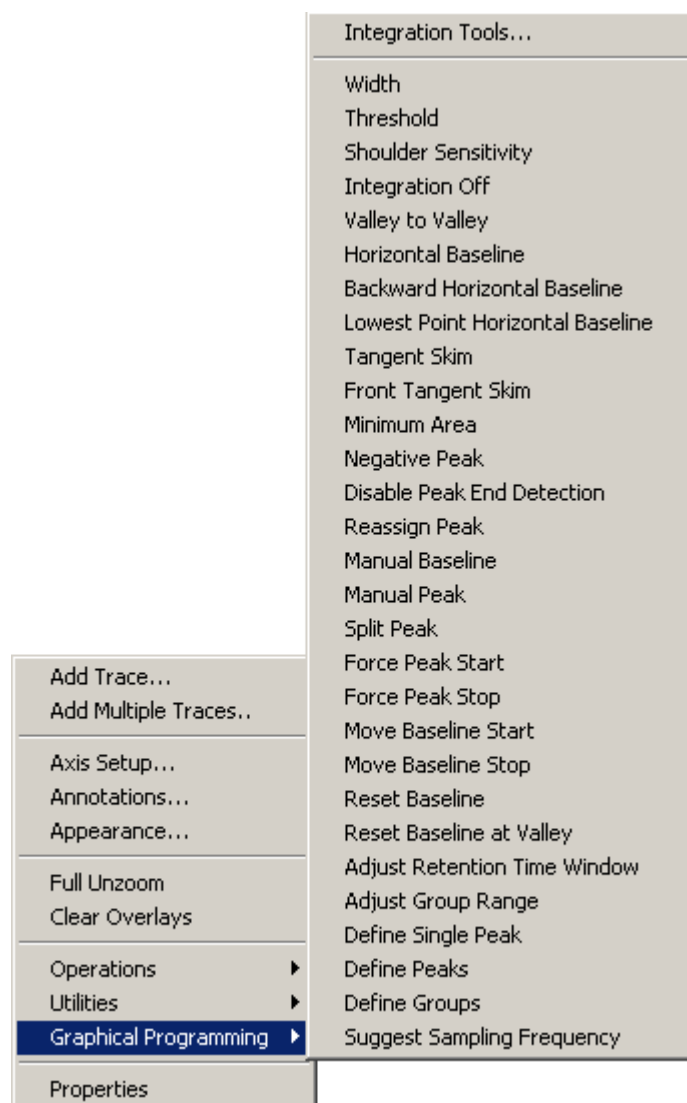 Integration Tools...
Width
Threshold
Shoulder Sensitivity
Integration Off
Valley to Valley
Horizontal Baseline
Backward Horizontal Baseline
Lowest Point Horizontal Baseline
Tangent Skim
Front Tangent Skim
Minimum Area
Negative Peak
Disable Peak End Detection
Reassign Peak
Manual Baseline
Manual Peak
Split Peak
Force Peak Start
Force Peak Stop
Move Baseline Start
Move Baseline Stop
Reset Baseline
Reset Baseline at Valley
Adjust Retention Time Window
Adjust Group Range
Define Single Peak
Define Peaks
Define Groups
Suggest Sampling Frequency
Add Trace...
Add Multiple Traces..
Axis Setup...
Annotations...
Appearance...
Full Unzoom
Clear Overlays
Operations
Utilities
Graphical Programming
Properties